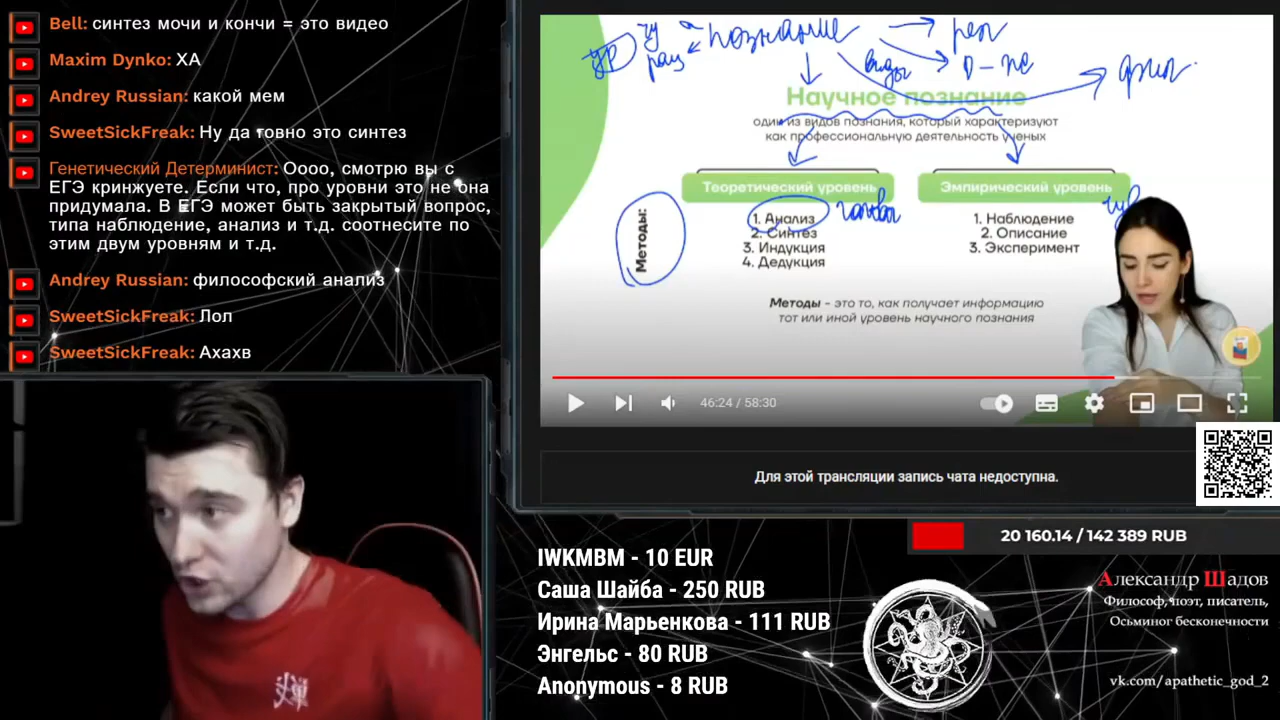 Bell: синтез мочи и кончи = это видео
Maxim Dynko: ХА
Andrey Russian: какой мем
SweetSickFreak: Ну да товно это синтез
Генетический Детерминист: Оооо, смотрю вы с
ЕГЭ кринжуете. Если что, про уровни это не она
придумала. В ЕГЭ может быть закрытый вопрос,
типа наблюдение, анализ и т.д. соотнесите по
этим двум уровням и т.д.
Andrey Russian: философский анализ
SweetSickFreak: Лол
SweetSickFreak: Ахахв
познание
виды
Научное познание
один из видов познания, который характеризуют
как профессиональную деятельность ученых
Теоретический уровень
Эмпирический уровень
Методы:
1. Анализ
2. Синтез
3. Индукция
4. Дедукция
1. Наблюдение
2. Описание
3. Эксперимент
Методы - это то, как получает информацию
тот или иной уровень научного познания
46:24 / 58:30
Для этой трансляции запись чата недоступна.
20 160.14 / 142 389 RUB
IWKMBM - 10 EUR
Саша Шайба - 250 RUB
Ирина Марьенкова - 111 RUB
Энгельс - 80 RUB
Anonymous - 8 RUB
Александр Шадов
Философ, поэт, писатель,
Осьминог бесконечности
vk.com/apathetic_god_2